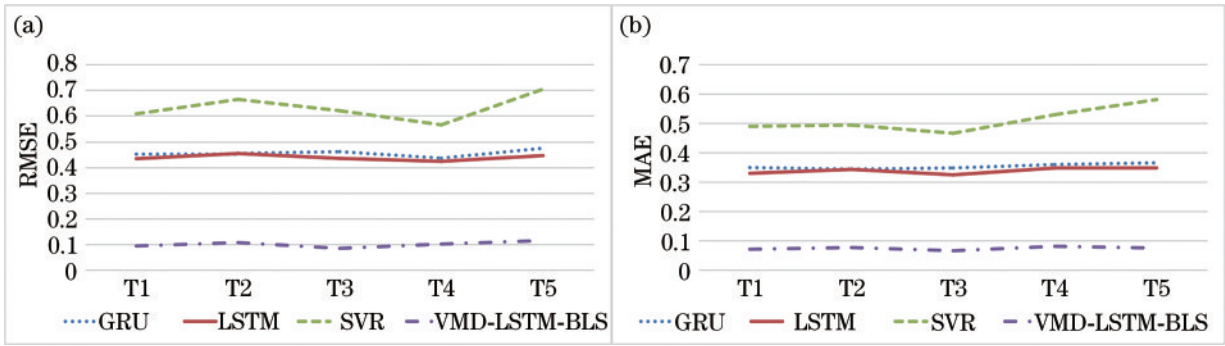 (a)
RMSE
0.8
0.7
0.6
0.5
0.4
0.3
0.2
0.1
0
T1 T2 T3 T4 T5
GRU LSTM SVR VMD-LSTM-BLS
(b)
MAE
0.7
0.6
0.5
0.4
0.3
0.2
0.1
0
T1 T2 T3 T4 T5
GRU LSTM SVR VMD-LSTM-BLS